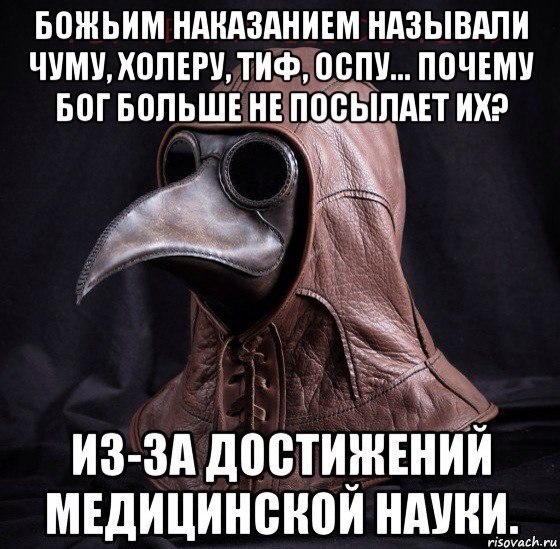 БОЖЬИМ НАКАЗАНИЕМ НАЗЫВАЛИ
ЧУМУ, ХОЛЕРУ, ТИФ, ОСПУ... ПОЧЕМУ
БОГ БОЛЬШЕ НЕ ПОСЫЛАЕТ ИХ?
ИЗ-ЗА ДОСТИЖЕНИЙ
МЕДИЦИНСКОЙ НАУКИ.
risovach.ru